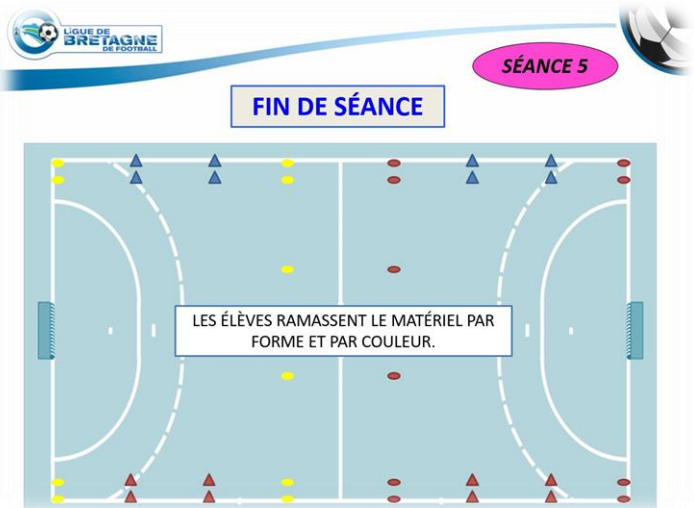 LIGUE DE
BRETAGNE
DE FOOTBALL
SÉANCE 5
FIN DE SÉANCE
LES ÉLÈVES RAMASSENT LE MATÉRIEL PAR
FORME ET PAR COULEUR.